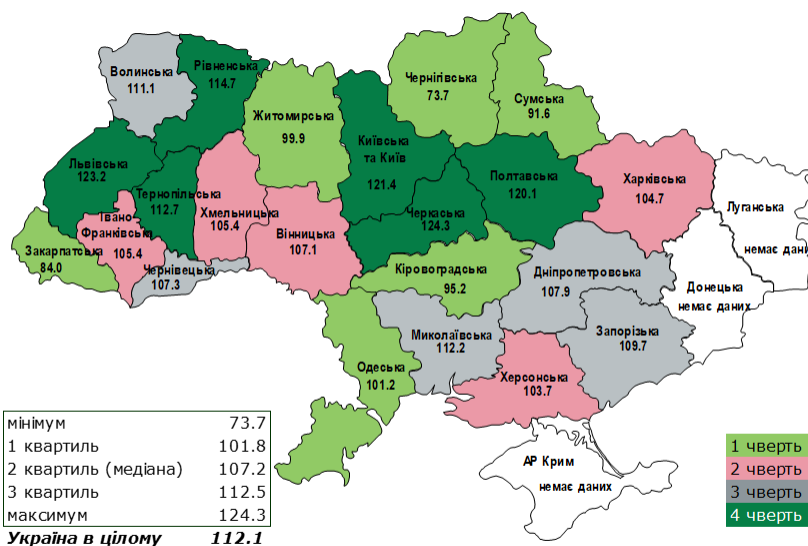 Волинська
111.1
Рівненська
114.7
Житомирська
99.9
Чернігівська
73.7
Сумська
91.6
Київська
та Київ
121.4
Львівська
123.2
Тернопільська
112.7
Хмельницька
105.4
Вінницька
107.1
Черкаська
124.3
Полтавська
120.1
Харківська
104.7
Луганська
немає дани
Івано-
Франківська
105.4
Закарпатська
84.0
Чернівецька
107.3
Кіровоградська
95.2
Дніпропетровська
107.9
Донецька
немає даних
Миколаївська
112.2
Запорізька
109.7
Одеська
101.2
Херсонська
103.7
АР Крим
немає даних
мінімум 73.7
1 квартиль 101.8
2 квартиль (медіана) 107.2
3 квартиль 112.5
максимум 124.3
Україна в цілому 112.1
1 чверть
2 чверть
3 чверть
4 чверть